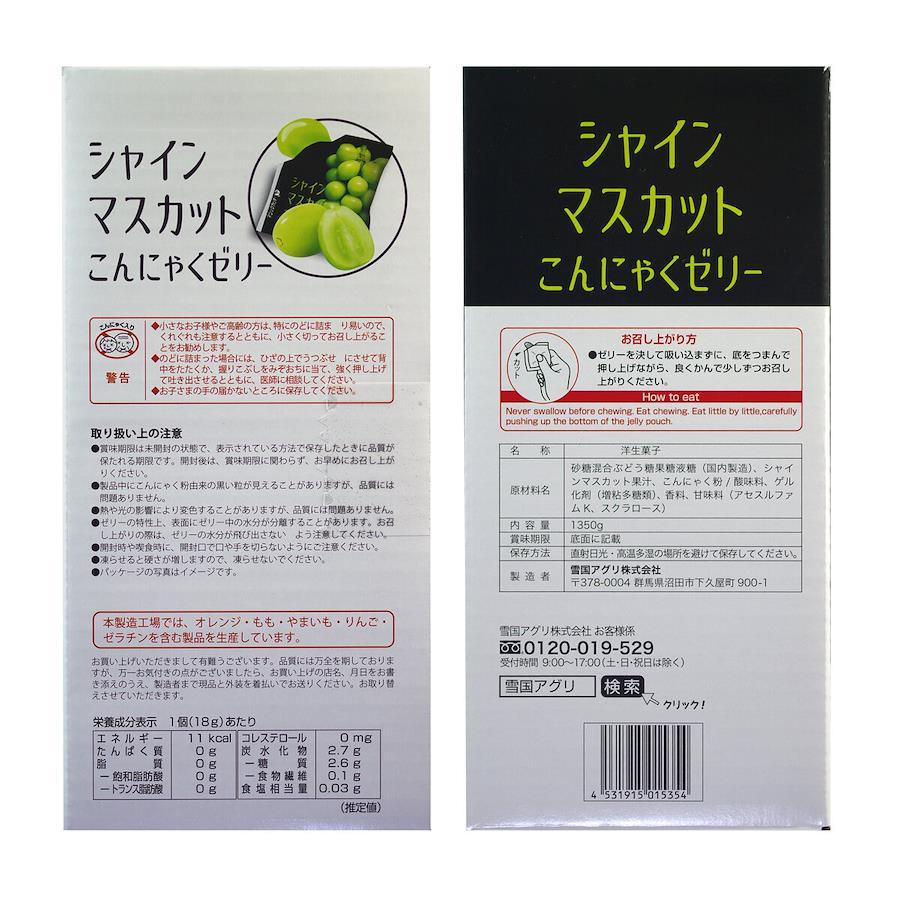 シャイン
マスカット
こんにゃくゼリー
シャイン
マスカ
こんにゃく入り
警告
◆小さなお子様やご高齢の方は、特にのどに詰ま り易いので、
くれぐれも注意するとともに、小さく切ってお召し上がるこ
とをお勧めします。
◆のどに詰まった場合には、ひざの上でうつぶせ にさせて背
中をたたくか、握りこぶしをみぞおちに当て、強く押し上げ
て吐き出させるとともに、医師に相談してください。
◆お子さまの手の届かないところに保存してください。
取り扱い上の注意
●賞味期限は未開封の状態で、表示されている方法で保存したときに品質が
保たれる期限です。開封後は、賞味期限に関わらず、お早めにお召し上が
りください。
●製品中にこんにゃく粉由来の黒い粒が見えることがありますが、品質には
問題ありません。
●熱や光の影響により変色することがありますが、品質には問題ありません。
●ゼリーの特性上、表面にゼリー中の水分が分離することがあります。お召
し上がりの際は、ゼリーの水分が飛び出さない よう注意してください。
●開封時や喫食時に、開封口で口や手を切らないようにご注意ください。
●凍らせると硬さが増しますので、凍らせないでください。
●パッケージの写真はイメージです。
本製造工場では、オレンジ・もも・やまいも・りんご・
ゼラチンを含む製品を生産しています。
お買い上げいただきまして有難うございます。品質には万全を期しております
が、万一お気付きの点がございましたら、お買い上げの店名、月日をお書
き添えのうえ、製造者まで現品と外装を着払いでお送りください。お取り替
えさせていただきます。
栄養成分表示 1個(18g)あたり
エネルギー 11 kcal コレステロール 0 mg
たんぱく質 0 g 炭水化物 2.7 g
脂質 0 g ー糖質 2.6 g
ー飽和脂肪酸 0 g ー食物繊維 0.1 g
ートランス脂肪酸 0 g 食塩相当量 0.03 g
(推定値)
シャイン
マスカット
こんにゃくゼリー
カット
お召し上がり方
●ゼリーを決して吸い込まずに、底をつまんで
押し上げながら、良くかんで少しずつお召し
上がりください。
How to eat
Never swallow before chewing. Eat chewing. Eat little by little,carefully
pushing up the bottom of the jelly pouch.
名称 洋生菓子
原材料名 砂糖混合ぶどう糖果糖液糖(国内製造)、シャ
インマスカット果汁、こんにゃく粉/酸味料、ゲル
化剤(増粘多糖類)、香料、甘味料(アセスルファ
ムK、スクラロース)
内容量 1350g
賞味期限 底面に記載
保存方法 直射日光・高温多湿の場所を避けて保存してください。
製造者 雪国アグリ株式会社
〒378-0004 群馬県沼田市下久屋町900-1
雪国アグリ株式会社 お客様係
0120-019-529
受付時間 9:00~17:00(土・日・祝日は除く)
雪国アグリ 検索
クリック!
4 531915 015354